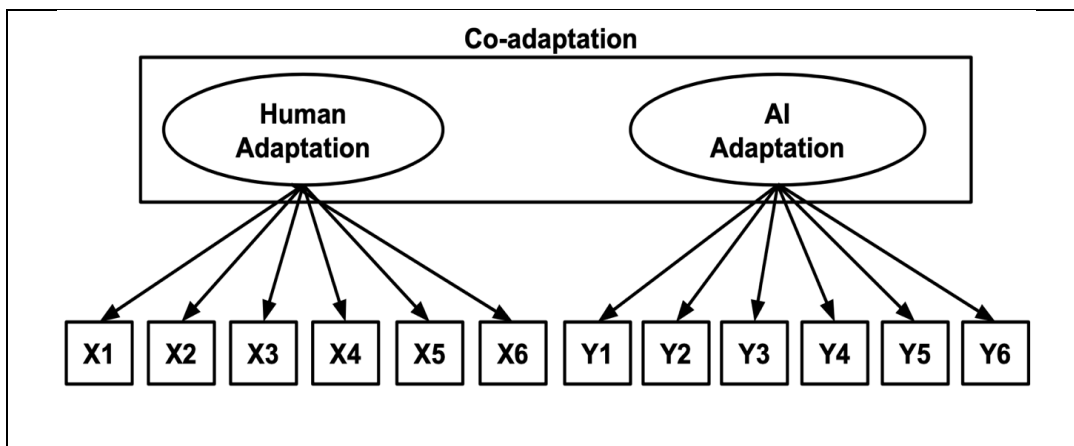 Co-adaptation
Human
Adaptation
AI
Adaptation
X1 X2 X3 X4 X5 X6 Y1 Y2 Y3 Y4 Y5 Y6